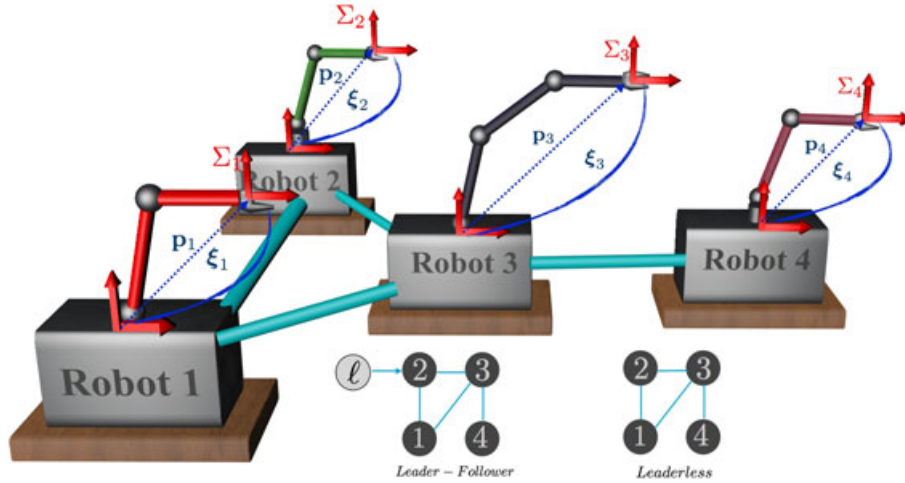 Σ₂
p₂
ξ₂
Σ₃
p₃
ξ₃
Σ₄
p₄
ξ₄
Σ₁
p₁
ξ₁
Robot 2
Robot 3
Robot 4
Robot 1
ℓ 2 3
1 4
Leader – Follower
2 3
1 4
Leaderless